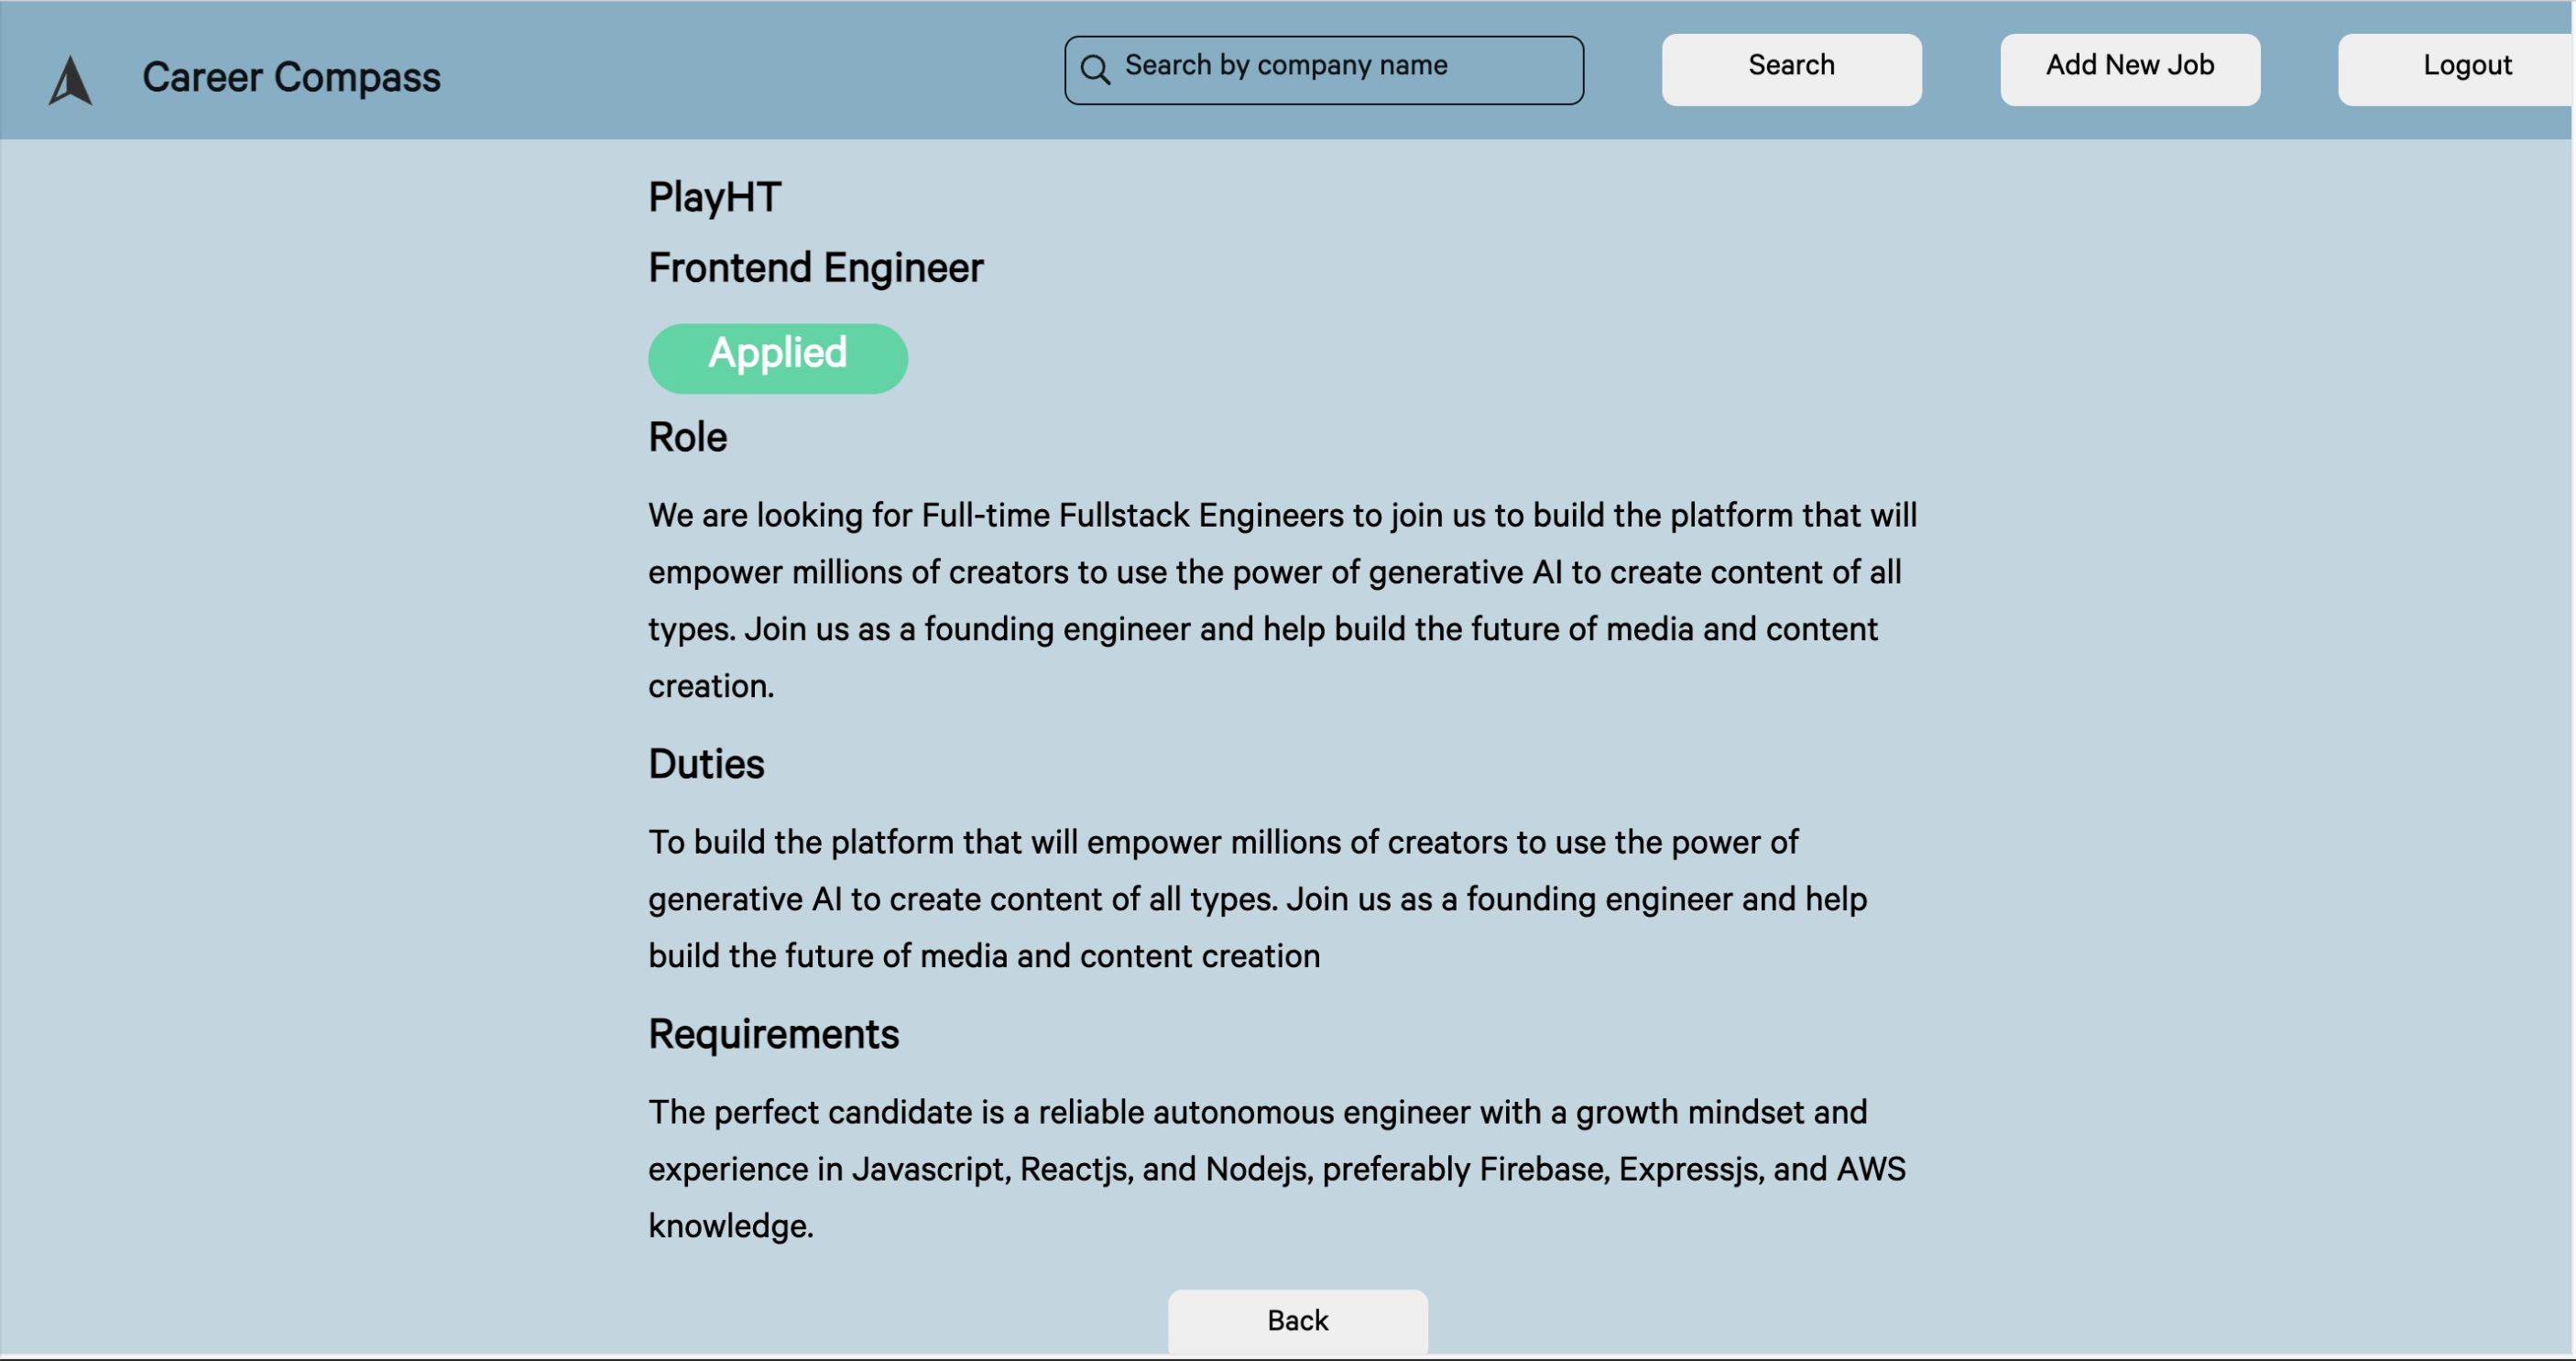 Career Compass
Search by company name
Search
Add New Job
Logout
PlayHT
Frontend Engineer
Applied
Role
We are looking for Full-time Fullstack Engineers to join us to build the platform that will
empower millions of creators to use the power of generative AI to create content of all
types. Join us as a founding engineer and help build the future of media and content
creation.
Duties
To build the platform that will empower millions of creators to use the power of
generative AI to create content of all types. Join us as a founding engineer and help
build the future of media and content creation
Requirements
The perfect candidate is a reliable autonomous engineer with a growth mindset and
experience in Javascript, Reactjs, and Nodejs, preferably Firebase, Expressjs, and AWS
knowledge.
Back